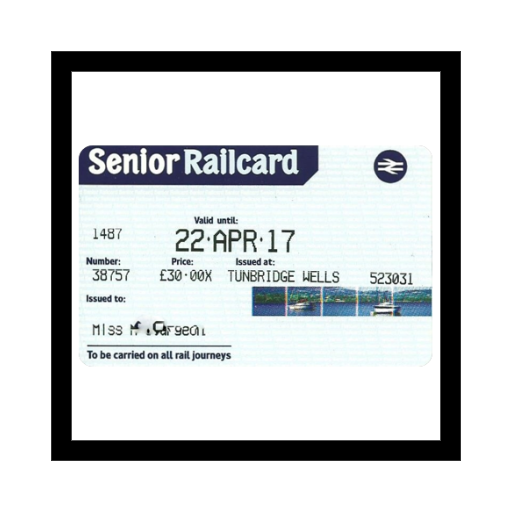 Senior Railcard
Valid until:
1487
22·APR·17
Number: Price: Issued at:
38757 £30·00X TUNBRIDGE WELLS 523031
Issued to:
MISS
To be carried on all rail journeys